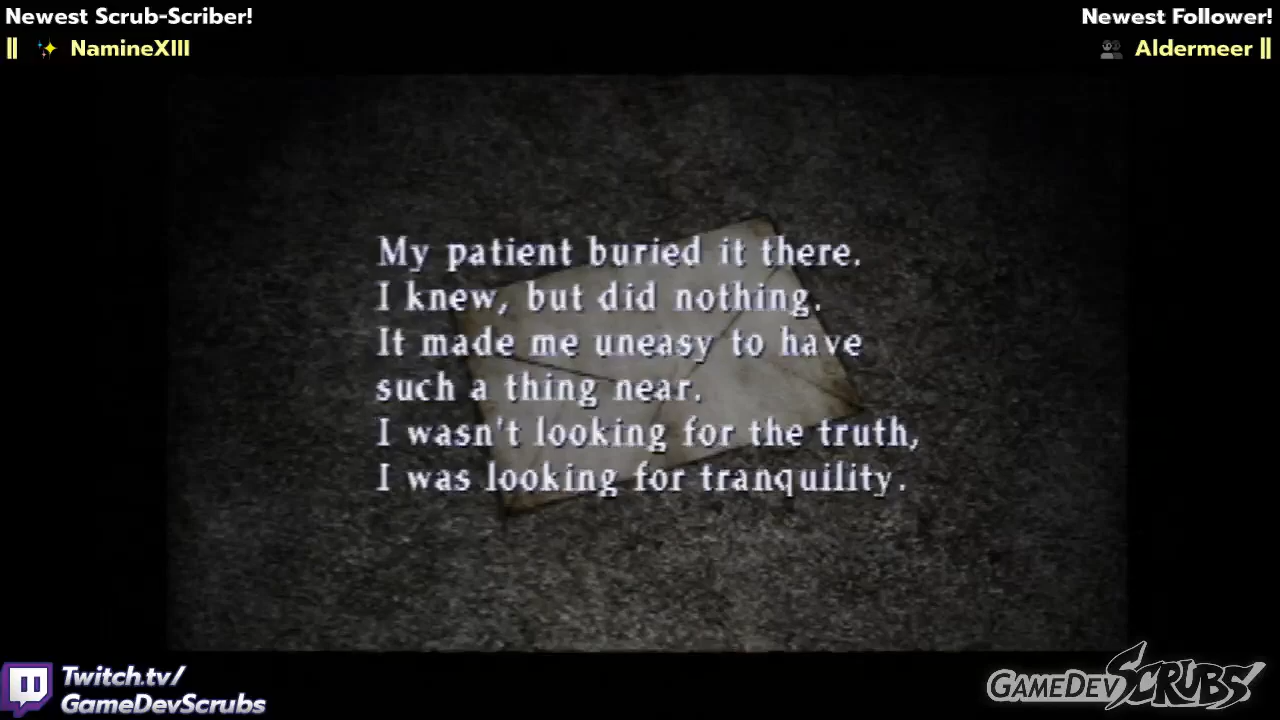 Newest Scrub-Scriber!
NamineXIII
Newest Follower!
Aldermeer
My patient buried it there.
I knew, but did nothing.
It made me uneasy to have
such a thing near.
I wasn't looking for the truth,
I was looking for tranquility.
Twitch.tv/
GameDevScrubs
GAMEDEVSCRUBS